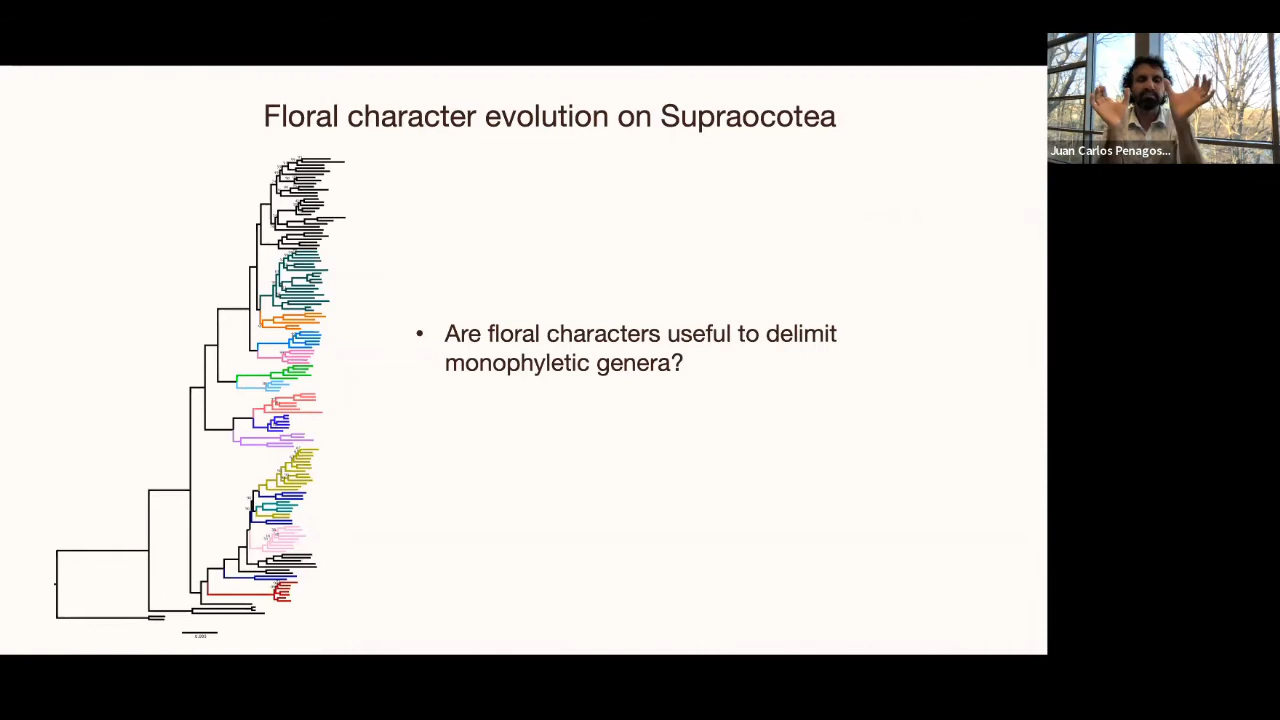 Floral character evolution on Supraocotea
Juan Carlos Penagos...
• Are floral characters useful to delimit
monophyletic genera?